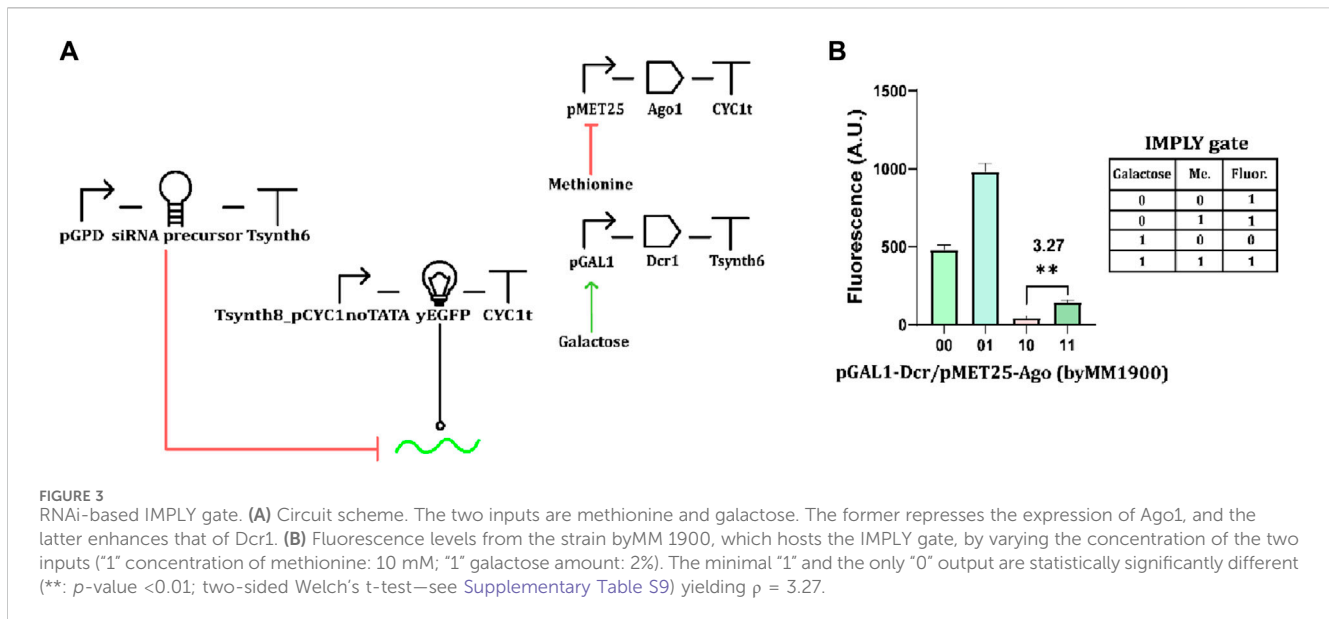 A
pMET25 Ago1 CYC1t
Methionine
pGPD siRNA precursor Tsynth6
pGAL1 Dcr1 Tsynth6
Tsynth8_pCYC1noTATA yEGFP CYC1t
Galactose
B
Fluorescence (A.U.)
1500
1000
500
0
3.27
**
00 01 10 11
pGAL1-Dcr/pMET25-Ago (byMM1900)
IMPLY gate
Galactose Me. Fluor.
0 0 1
0 1 1
1 0 0
1 1 1
FIGURE 3
RNAi-based IMPLY gate. (A) Circuit scheme. The two inputs are methionine and galactose. The former represses the expression of Ago1, and the
latter enhances that of Dcr1. (B) Fluorescence levels from the strain byMM 1900, which hosts the IMPLY gate, by varying the concentration of the two
inputs (“1” concentration of methionine: 10 mM; “1” galactose amount: 2%). The minimal “1” and the only “0” output are statistically significantly different
(**: p-value <0.01; two-sided Welch’s t-test—see Supplementary Table S9) yielding ρ = 3.27.